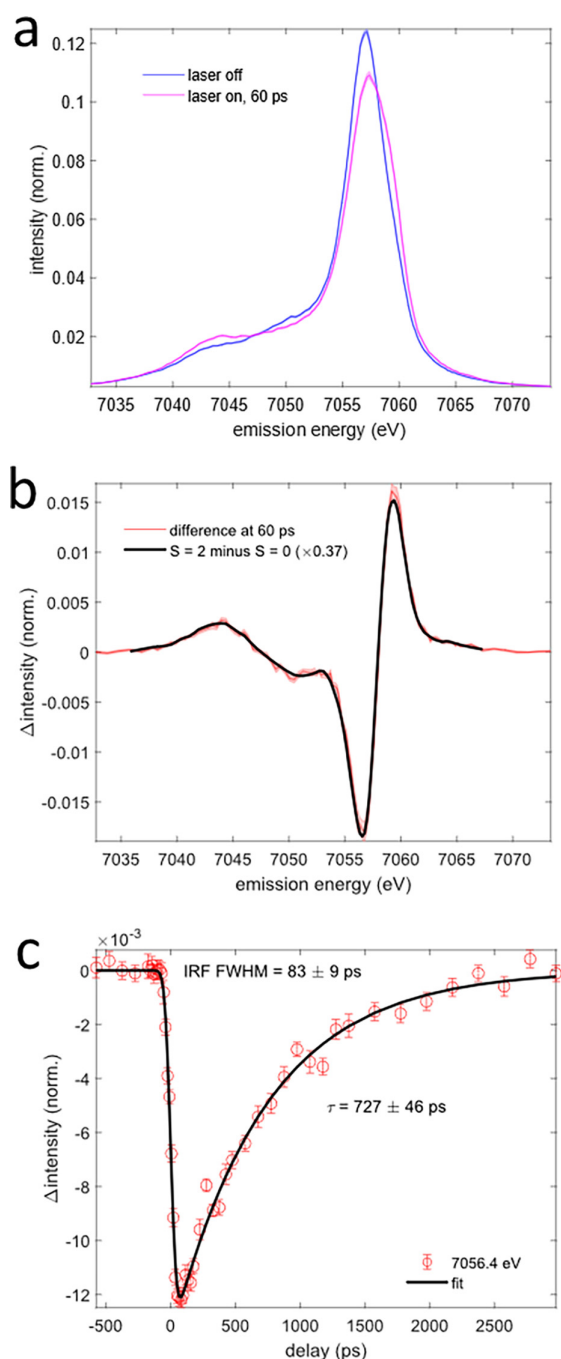 a
0.12
0.1
0.08
0.06
0.04
0.02
intensity (norm.)
laser off
laser on, 60 ps
7035 7040 7045 7050 7055 7060 7065 7070
emission energy (eV)
b
0.015
0.01
0.005
0
-0.005
-0.01
-0.015
Δintensity (norm.)
difference at 60 ps
S = 2 minus S = 0 (×0.37)
7035 7040 7045 7050 7055 7060 7065 7070
emission energy (eV)
c
×10⁻³
0
-2
-4
-6
-8
-10
-12
Δintensity (norm.)
IRF FWHM = 83 ± 9 ps
τ = 727 ± 46 ps
7056.4 eV
fit
-500 0 500 1000 1500 2000 2500
delay (ps)